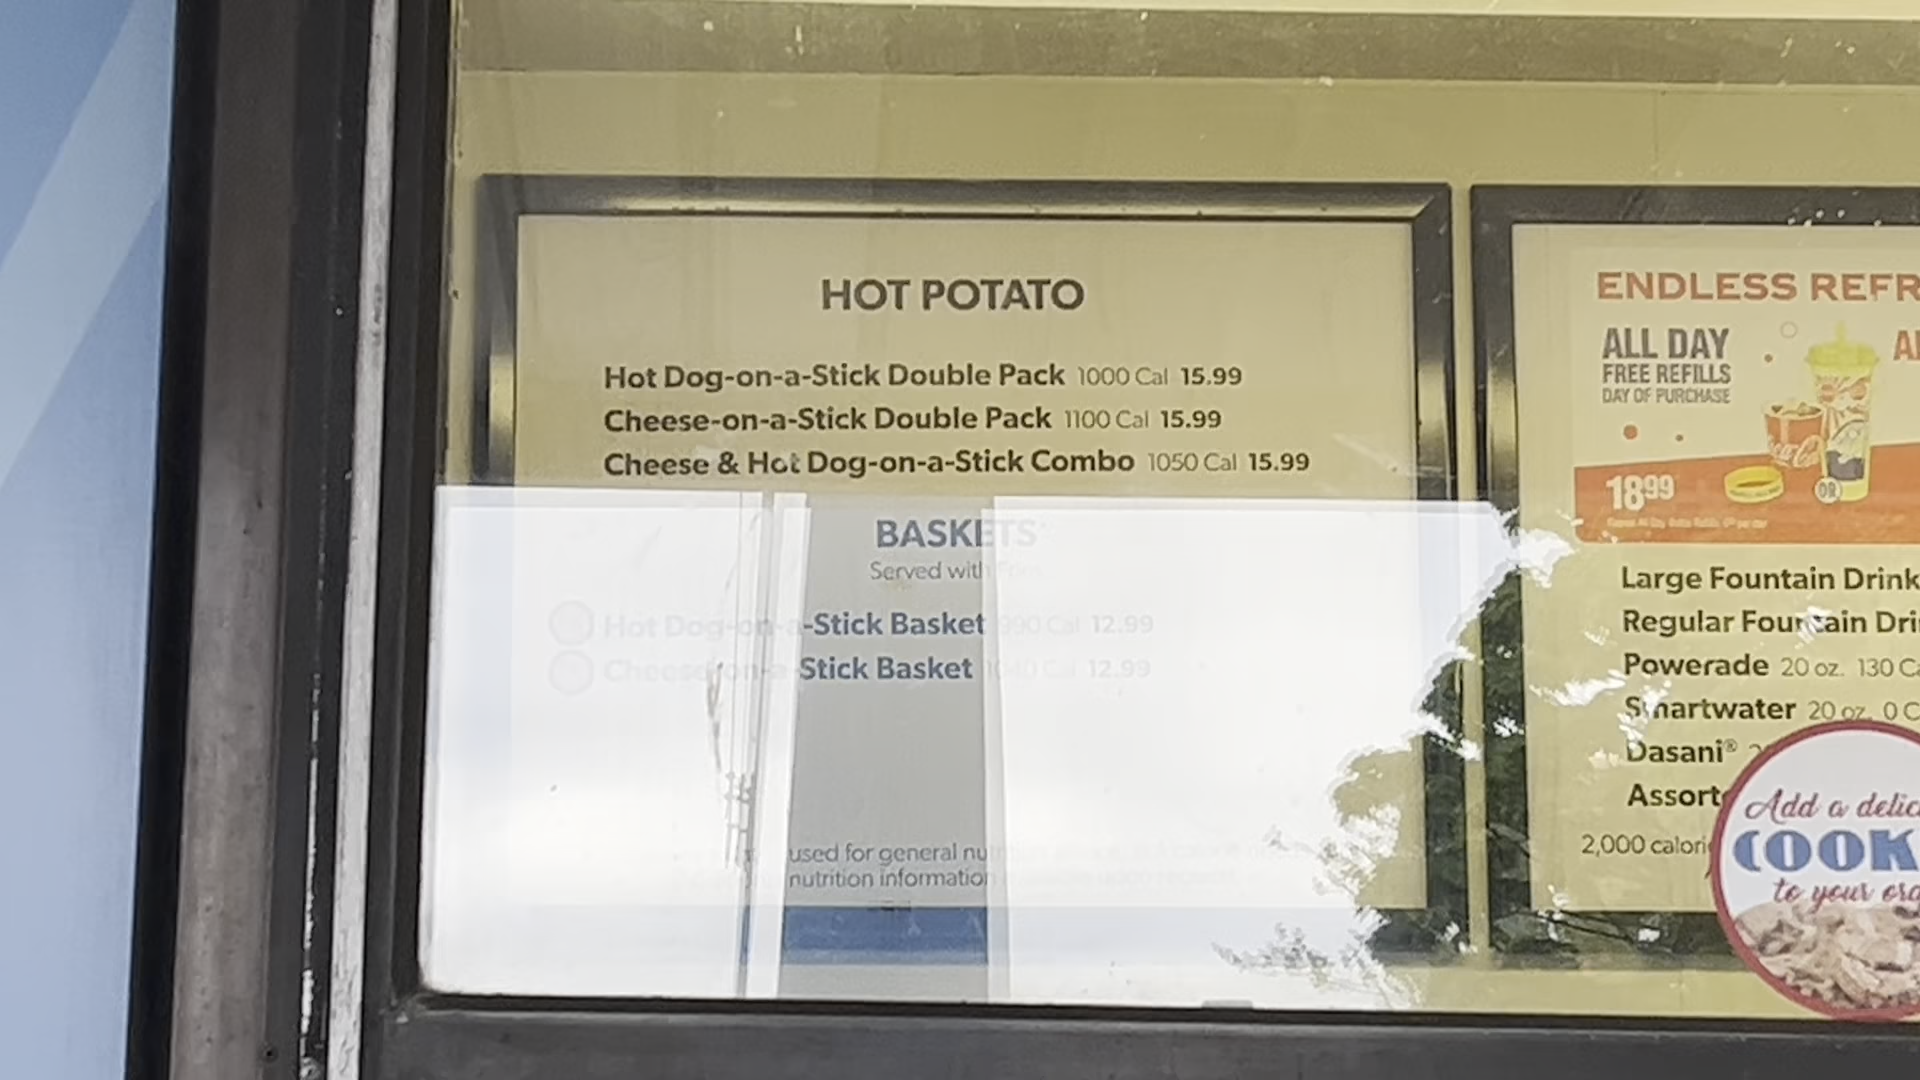 HOT POTATO
Hot Dog-on-a-Stick Double Pack 1000 Cal 15.99
Cheese-on-a-Stick Double Pack 1100 Cal 15.99
Cheese & Hot Dog-on-a-Stick Combo 1050 Cal 15.99
BASKETS
Served with Fries
Hot Dog-on-a-Stick Basket 990 Cal 12.99
Cheese-on-a-Stick Basket 1040 Cal 12.99
used for general nutrition
nutrition information
ENDLESS REFR
ALL DAY
FREE REFILLS
DAY OF PURCHASE
18.99
OR
Large Fountain Drink
Regular Fountain Dri
Powerade 20 oz. 130 Ca
Smartwater 20 oz. 0 C
Dasani®
Assort
2,000 calori
Add a delic
COOK
to your ord